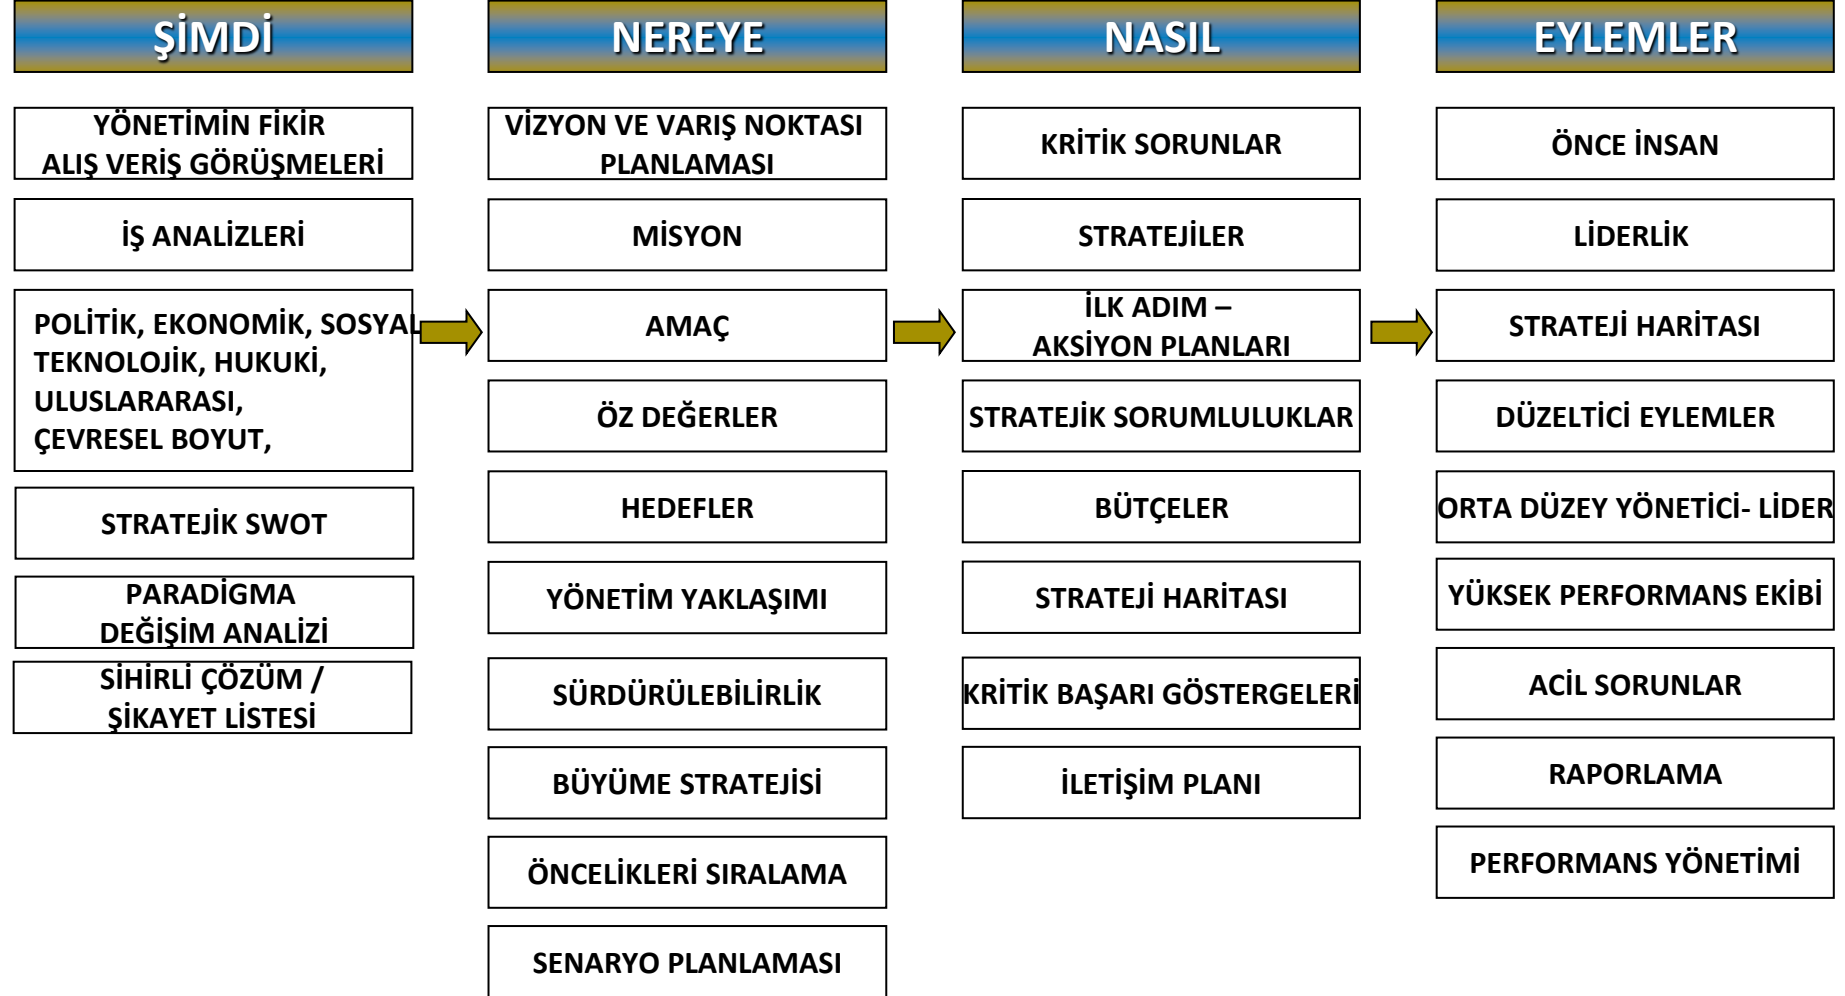 ŞİMDİ
YÖNETİMİN FİKİR
ALIŞ VERİŞ GÖRÜŞMELERİ
İŞ ANALİZLERİ
POLİTİK, EKONOMİK, SOSYAL
TEKNOLOJİK, HUKUKİ,
ULUSLARARASI,
ÇEVRESEL BOYUT,
STRATEJİK SWOT
PARADİGMA
DEĞİŞİM ANALİZİ
SİHİRLİ ÇÖZÜM /
ŞİKAYET LİSTESİ
NEREYE
VİZYON VE VARIŞ NOKTASI
PLANLAMASI
MİSYON
AMAÇ
ÖZ DEĞERLER
HEDEFLER
YÖNETİM YAKLAŞIMI
SÜRDÜRÜLEBİLİRLİK
BÜYÜME STRATEJİSİ
ÖNCELİKLERİ SIRALAMA
SENARYO PLANLAMASI
NASIL
KRİTİK SORUNLAR
STRATEJİLER
İLK ADIM –
AKSİYON PLANLARI
STRATEJİK SORUMLULUKLAR
BÜTÇELER
STRATEJİ HARİTASI
KRİTİK BAŞARI GÖSTERGELERİ
İLETİŞİM PLANI
EYLEMLER
ÖNCE İNSAN
LİDERLİK
STRATEJİ HARİTASI
DÜZELTİCİ EYLEMLER
ORTA DÜZEY YÖNETİCİ- LİDER
YÜKSEK PERFORMANS EKİBİ
ACİL SORUNLAR
RAPORLAMA
PERFORMANS YÖNETİMİ